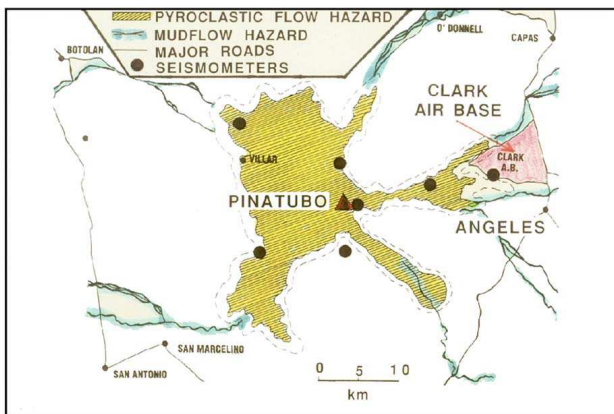 PYROCLASTIC FLOW HAZARD
MUDFLOW HAZARD
MAJOR ROADS
SEISMOMETERS
BOTOLAN
O' DONNELL
CAPAS
CLARK
AIR BASE
CLARK
A.B.
VILLAR
PINATUBO
ANGELES
SAN MARCELINO
SAN ANTONIO
0 5 10
km